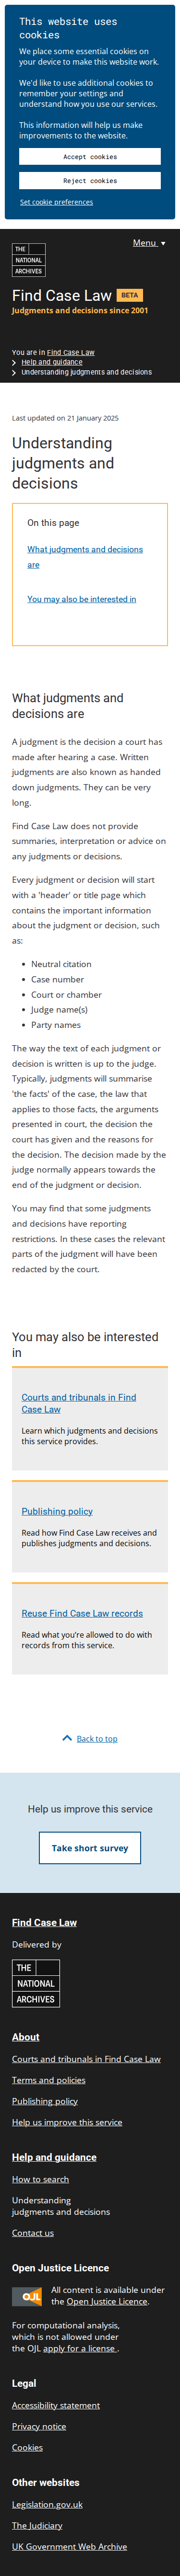 This website uses
cookies
We place some essential cookies on
your device to make this website work.
We'd like to use additional cookies to
remember your settings and
understand how you use our services.
This information will help us make
improvements to the website.
Accept cookies
Reject cookies
Set cookie preferences
Menu
THE
NATIONAL
ARCHIVES
Find Case Law BETA
Judgments and decisions since 2001
You are in Find Case Law
Help and guidance
Understanding judgments and decisions
Last updated on 21 January 2025
Understanding
judgments and
decisions
On this page
What judgments and decisions
are
You may also be interested in
What judgments and
decisions are
A judgment is the decision a court has
made after hearing a case. Written
judgments are also known as handed
down judgments. They can be very
long.
Find Case Law does not provide
summaries, interpretation or advice on
any judgments or decisions.
Every judgment or decision will start
with a 'header' or title page which
contains the important information
about the judgment or decision, such
as:
Neutral citation
Case number
Court or chamber
Judge name(s)
Party names
The way the text of each judgment or
decision is written is up to the judge.
Typically, judgments will summarise
'the facts' of the case, the law that
applies to those facts, the arguments
presented in court, the decision the
court has given and the reasons for
the decision. The decision made by the
judge normally appears towards the
end of the judgment or decision.
You may find that some judgments
and decisions have reporting
restrictions. In these cases the relevant
parts of the judgment will have been
redacted by the court.
You may also be interested
in
Courts and tribunals in Find
Case Law
Learn which judgments and decisions
this service provides.
Publishing policy
Read how Find Case Law receives and
publishes judgments and decisions.
Reuse Find Case Law records
Read what you're allowed to do with
records from this service.
Back to top
Help us improve this service
Take short survey
Find Case Law
Delivered by
THE
NATIONAL
ARCHIVES
About
Courts and tribunals in Find Case Law
Terms and policies
Publishing policy
Help us improve this service
Help and guidance
How to search
Understanding
judgments and decisions
Contact us
Open Justice Licence
OJL
All content is available under
the Open Justice Licence.
For computational analysis,
which is not allowed under
the OJL apply for a license .
Legal
Accessibility statement
Privacy notice
Cookies
Other websites
Legislation.gov.uk
The Judiciary
UK Government Web Archive